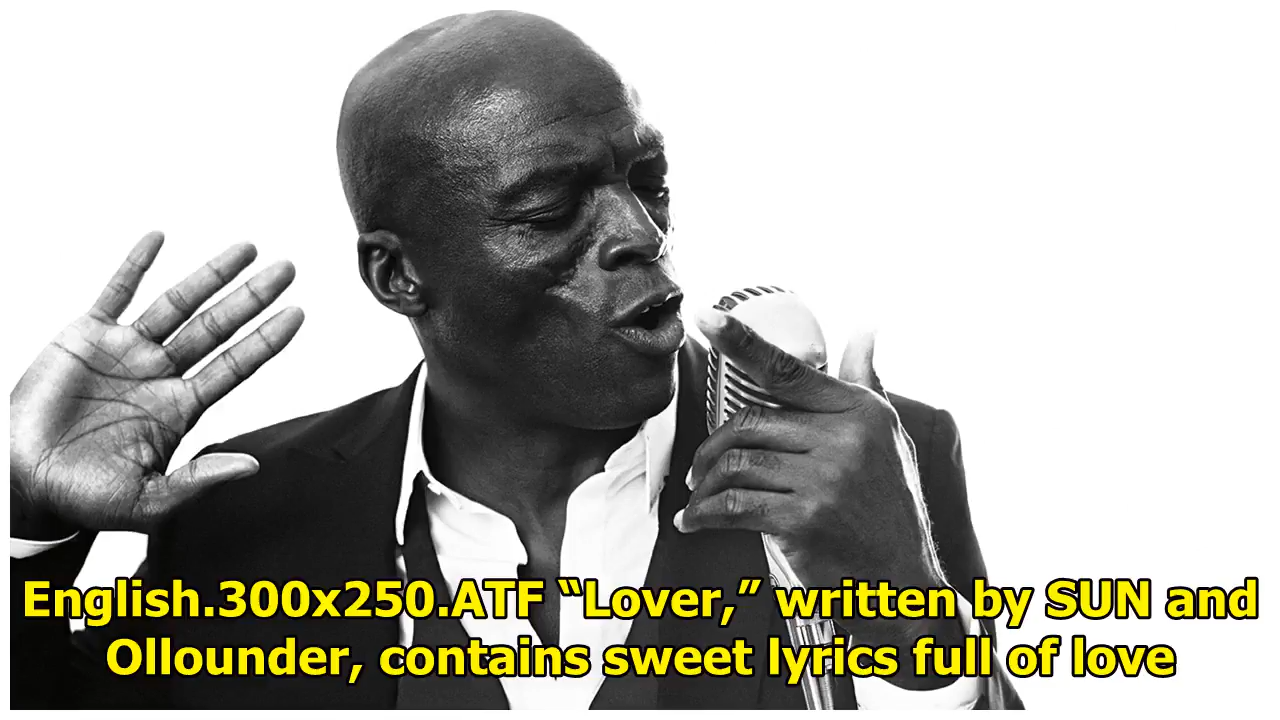 English.300x250.ATF “Lover,” written by SUN and
Ollounder, contains sweet lyrics full of love